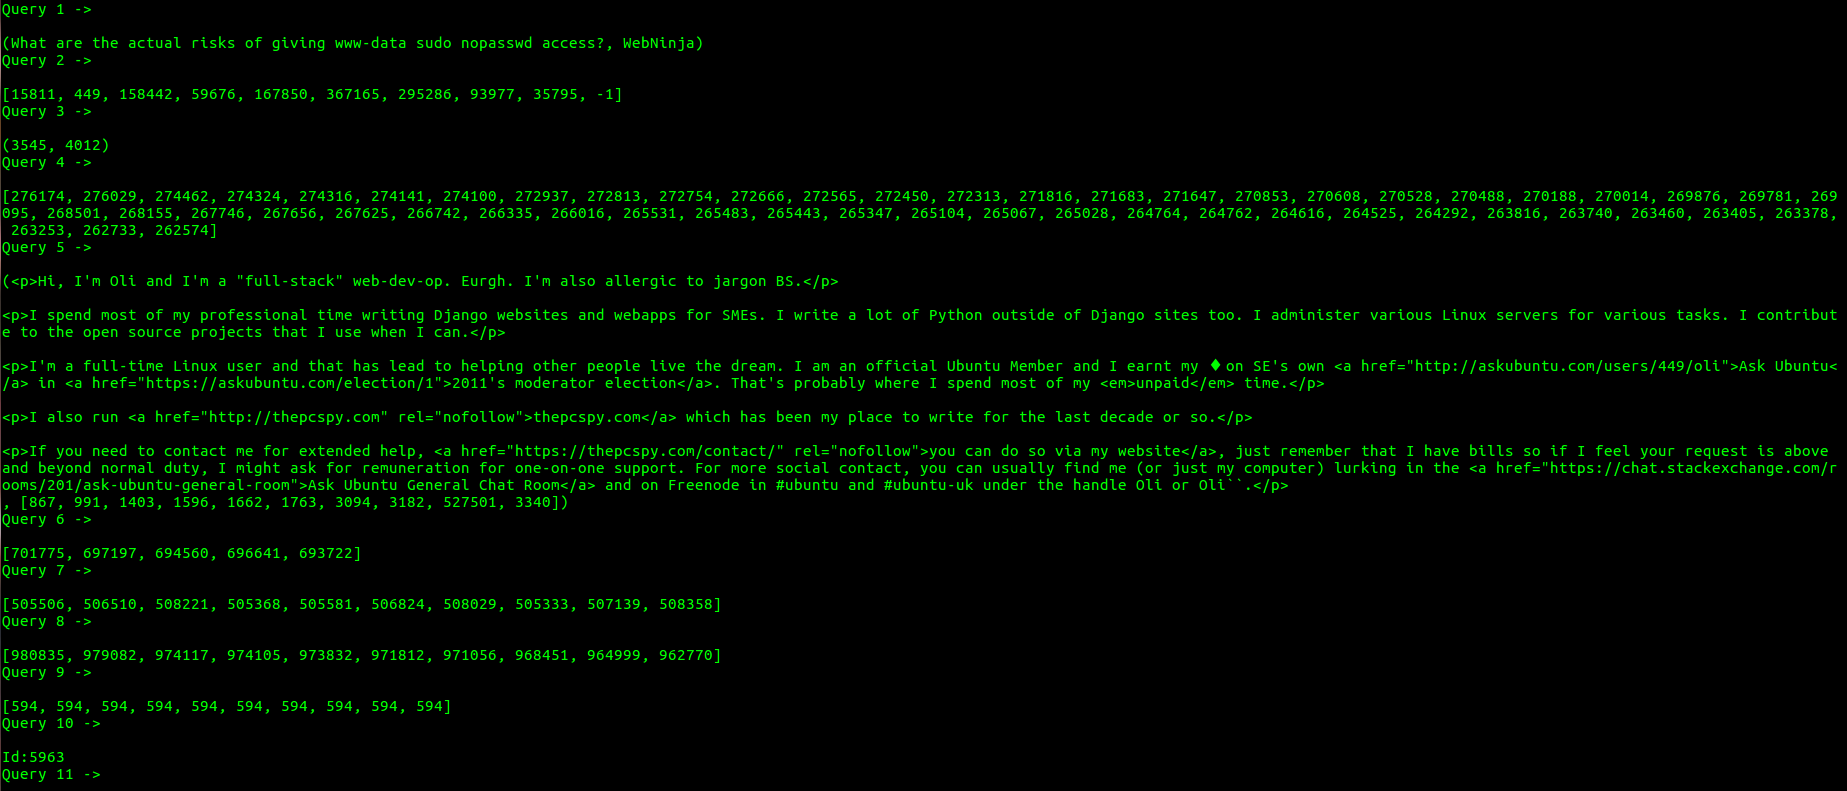 Query 1 ->
(What are the actual risks of giving www-data sudo nopasswd access?, WebNinja)
Query 2 ->
[15811, 449, 158442, 59676, 167850, 367165, 295286, 93977, 35795, -1]
Query 3 ->
(3545, 4012)
Query 4 ->
[276174, 276029, 274462, 274324, 274316, 274141, 274100, 272937, 272813, 272754, 272666, 272565, 272450, 272313, 271816, 271683, 271647, 270853, 270608, 270528, 270488, 270188, 270014, 269876, 269781, 269
095, 268501, 268155, 267746, 267656, 267625, 266742, 266335, 266016, 265531, 265483, 265443, 265347, 265104, 265067, 265028, 264764, 264762, 264616, 264525, 264292, 263816, 263740, 263460, 263405, 263378,
263253, 262733, 262574]
Query 5 ->
(<p>Hi, I'm Oli and I'm a "full-stack" web-dev-op. Eurgh. I'm also allergic to jargon BS.</p>
<p>I spend most of my professional time writing Django websites and webapps for SMEs. I write a lot of Python outside of Django sites too. I administer various Linux servers for various tasks. I contribut
e to the open source projects that I use when I can.</p>
<p>I'm a full-time Linux user and that has lead to helping other people live the dream. I am an official Ubuntu Member and I earnt my ♦ on SE's own <a href="http://askubuntu.com/users/449/oli">Ask Ubuntu<
/a> in <a href="https://askubuntu.com/election/1">2011's moderator election</a>. That's probably where I spend most of my <em>unpaid</em> time.</p>
<p>I also run <a href="http://thepcspy.com" rel="nofollow">thepcspy.com</a> which has been my place to write for the last decade or so.</p>
<p>If you need to contact me for extended help, <a href="https://thepcspy.com/contact/" rel="nofollow">you can do so via my website</a>, just remember that I have bills so if I feel your request is above
and beyond normal duty, I might ask for remuneration for one-on-one support. For more social contact, you can usually find me (or just my computer) lurking in the <a href="https://chat.stackexchange.com/r
ooms/201/ask-ubuntu-general-room">Ask Ubuntu General Chat Room</a> and on Freenode in #ubuntu and #ubuntu-uk under the handle Oli or Oli``.</p>
, [867, 991, 1403, 1596, 1662, 1763, 3094, 3182, 527501, 3340])
Query 6 ->
[701775, 697197, 694560, 696641, 693722]
Query 7 ->
[505506, 506510, 508221, 505368, 505581, 506824, 508029, 505333, 507139, 508358]
Query 8 ->
[980835, 979082, 974117, 974105, 973832, 971812, 971056, 968451, 964999, 962770]
Query 9 ->
[594, 594, 594, 594, 594, 594, 594, 594, 594, 594]
Query 10 ->
Id:5963
Query 11 ->